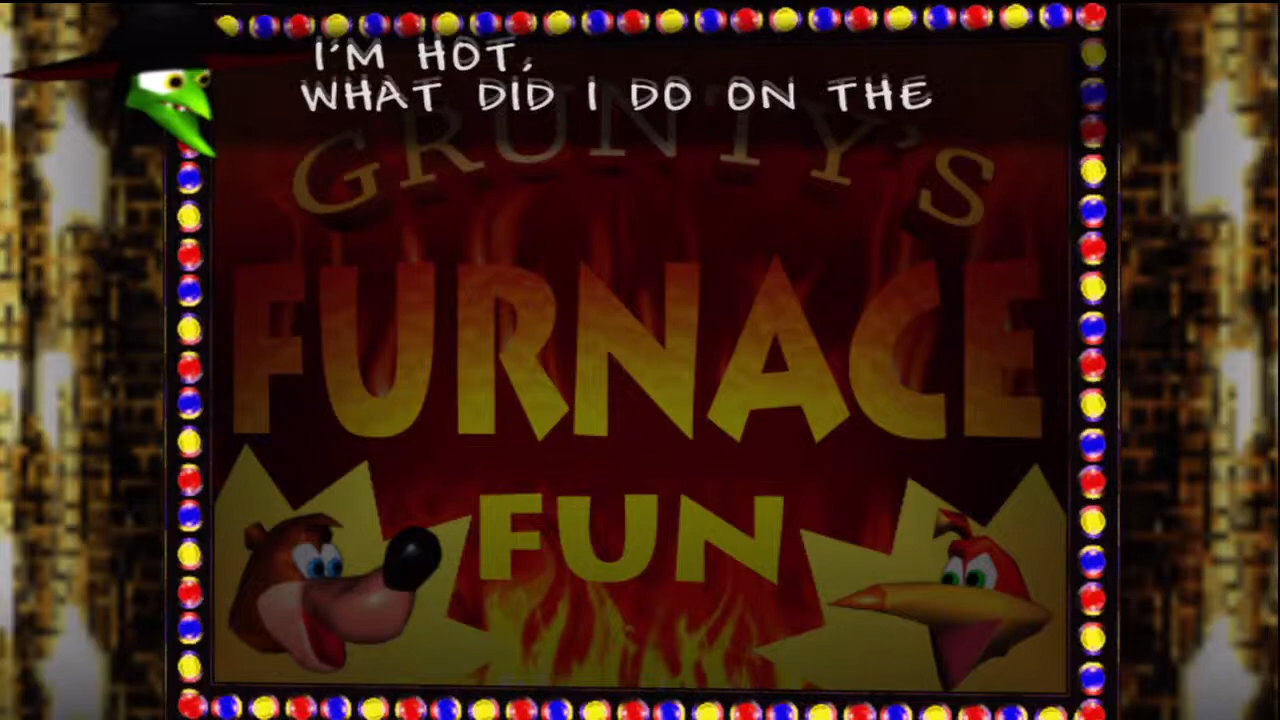 I'M HOT,
WHAT DID I DO ON THE
GRUNTY'S
FURNACE
FUN